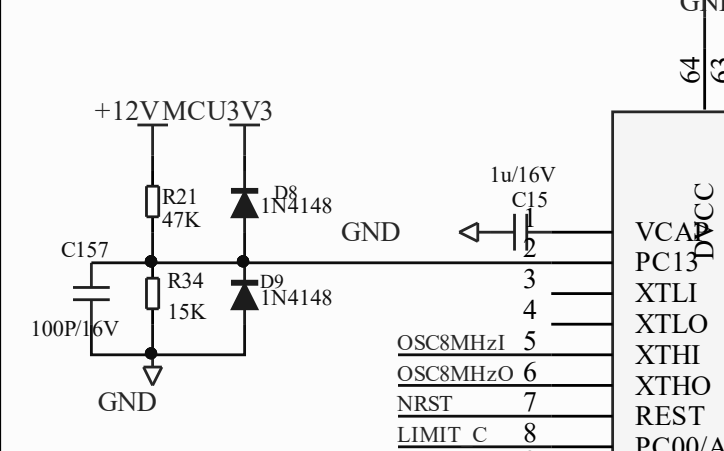 GND
64
63
+12V MCU3V3
1u/16V
C15
R21
47K
D8
1N4148
DVCC
GND
1
VCAP
C157
2
PC13
R34
15K
D9
1N4148
3
XTLI
100P/16V
4
XTLO
OSC8MHzI
5
XTHI
OSC8MHzO
6
XTHO
GND
NRST
7
REST
LIMIT C
8
PC00/A